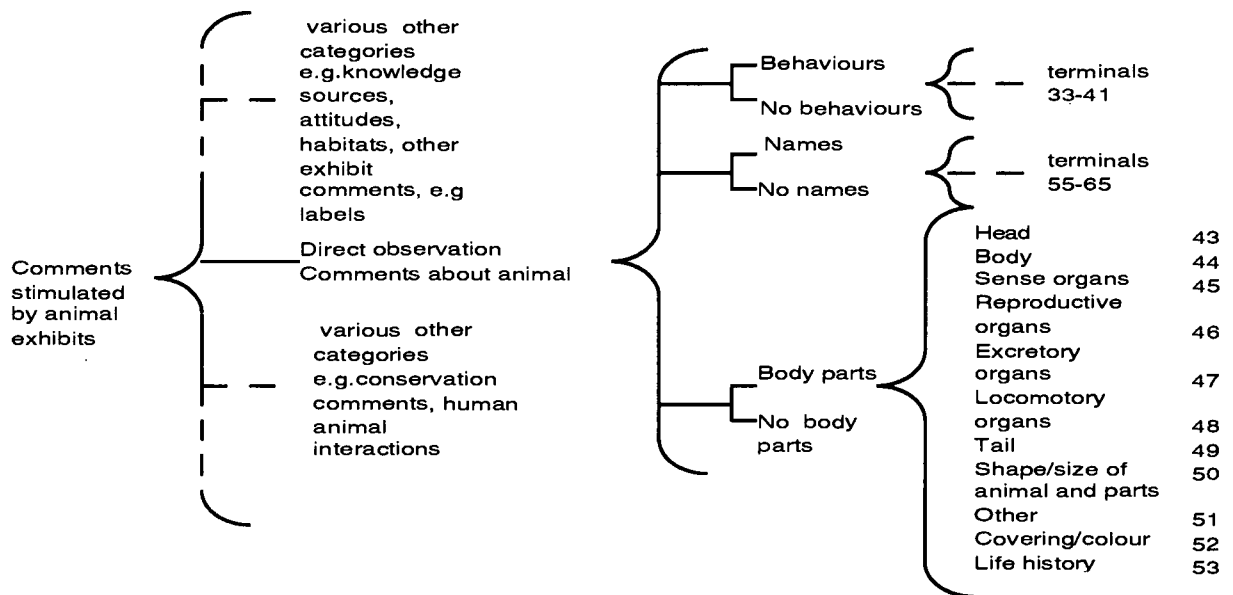 Comments
stimulated
by animal
exhibits
various other
categories
e.g.knowledge
sources,
attitudes,
habitats, other
exhibit
comments, e.g
labels
Direct observation
Comments about animal
various other
categories
e.g.conservation
comments, human
animal
interactions
Behaviours
No behaviours
terminals
33-41
Names
No names
terminals
55-65
Body parts
No body
parts
Head 43
Body 44
Sense organs 45
Reproductive
organs 46
Excretory
organs 47
Locomotory
organs 48
Tail 49
Shape/size of 50
animal and parts
Other 51
Covering/colour 52
Life history 53